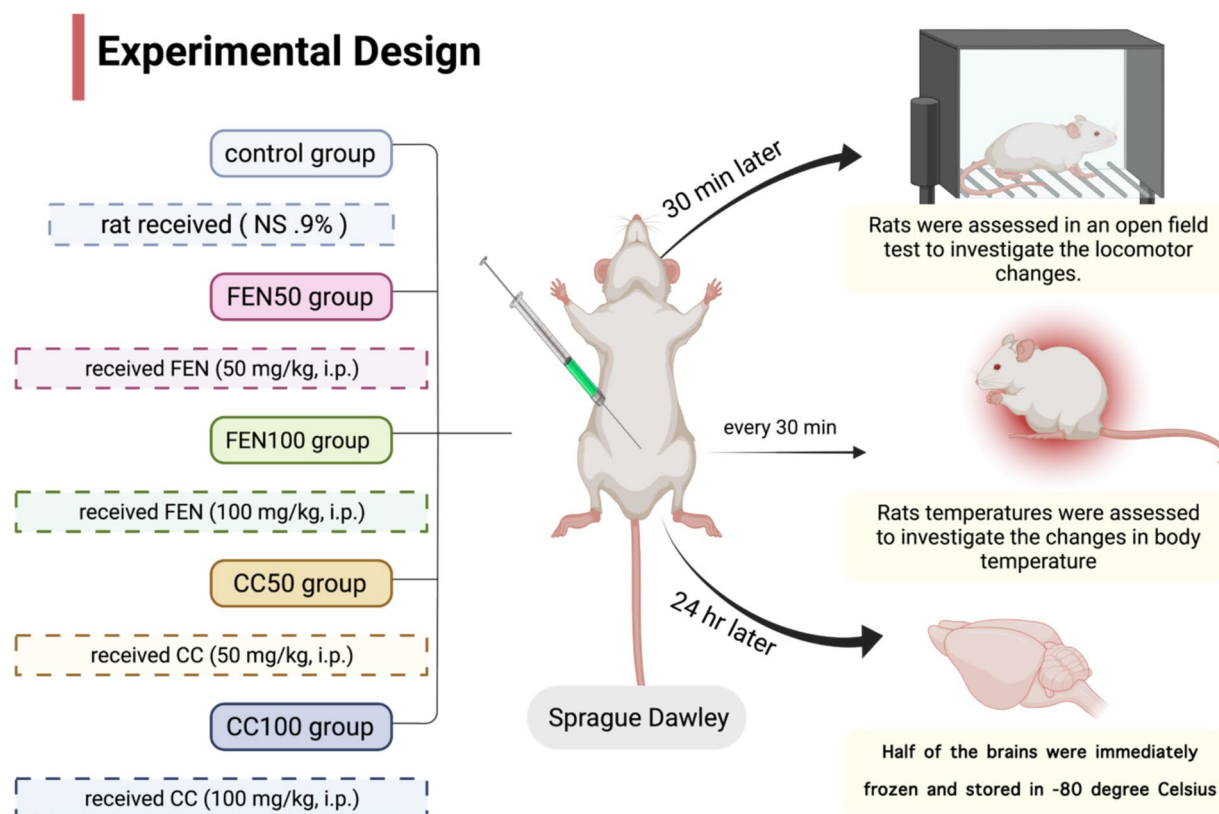 Experimental Design
control group
rat received ( NS .9% )
FEN50 group
received FEN (50 mg/kg, i.p.)
FEN100 group
received FEN (100 mg/kg, i.p.)
CC50 group
received CC (50 mg/kg, i.p.)
CC100 group
received CC (100 mg/kg, i.p.)
Sprague Dawley
30 min later
Rats were assessed in an open field
test to investigate the locomotor
changes.
every 30 min
Rats temperatures were assessed
to investigate the changes in body
temperature
24 hr later
Half of the brains were immediately
frozen and stored in -80 degree Celsius